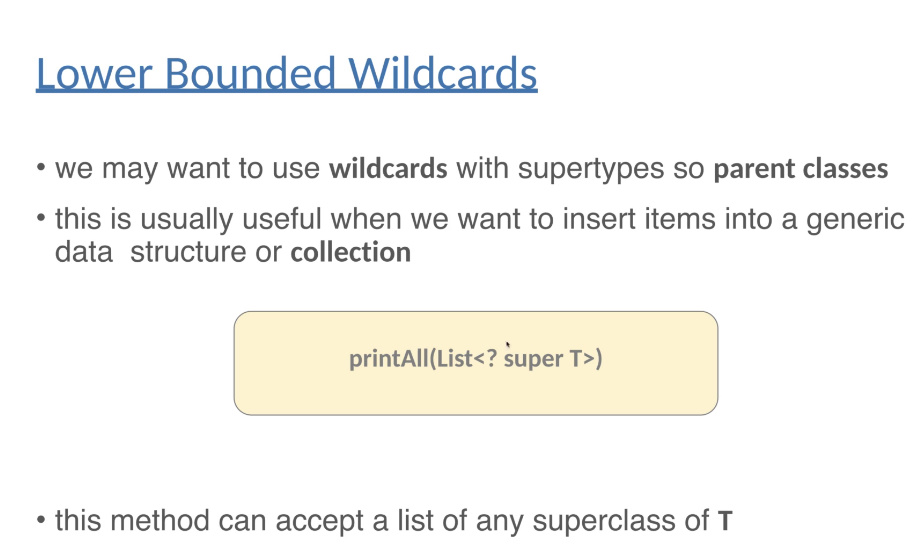 Lower Bounded Wildcards
• we may want to use wildcards with supertypes so parent classes
• this is usually useful when we want to insert items into a generic
data structure or collection
printAll(List<? super T>)
• this method can accept a list of any superclass of T